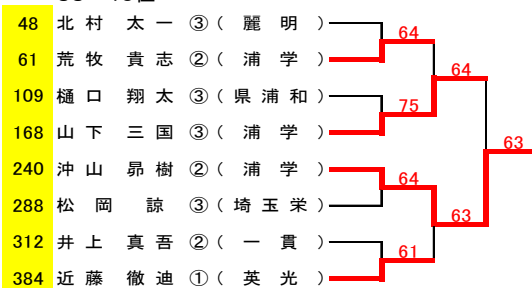 48 北村 太一 ③(麗明)
64
61 荒牧 貴志 ②(浦学)
64
109 樋口 翔太 ③(県浦和)
75
168 山下 三国 ③(浦学)
63
240 沖山 昴樹 ②(浦学)
64
288 松岡 諒 ③(埼玉栄)
63
312 井上 真吾 ②(一貫)
61
384 近藤 徹迪 ①(英光)